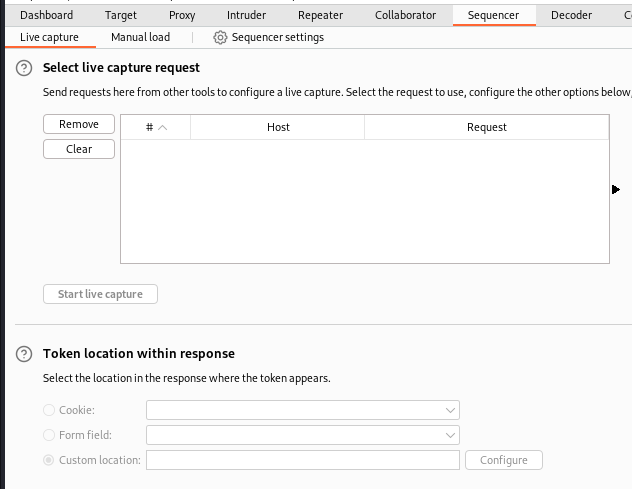 Dashboard Target Proxy Intruder Repeater Collaborator Sequencer Decoder
Live capture Manual load Sequencer settings
Select live capture request
Send requests here from other tools to configure a live capture. Select the request to use, configure the other options below,
Remove # Host Request
Clear
Start live capture
Token location within response
Select the location in the response where the token appears.
Cookie:
Form field:
Custom location: Configure